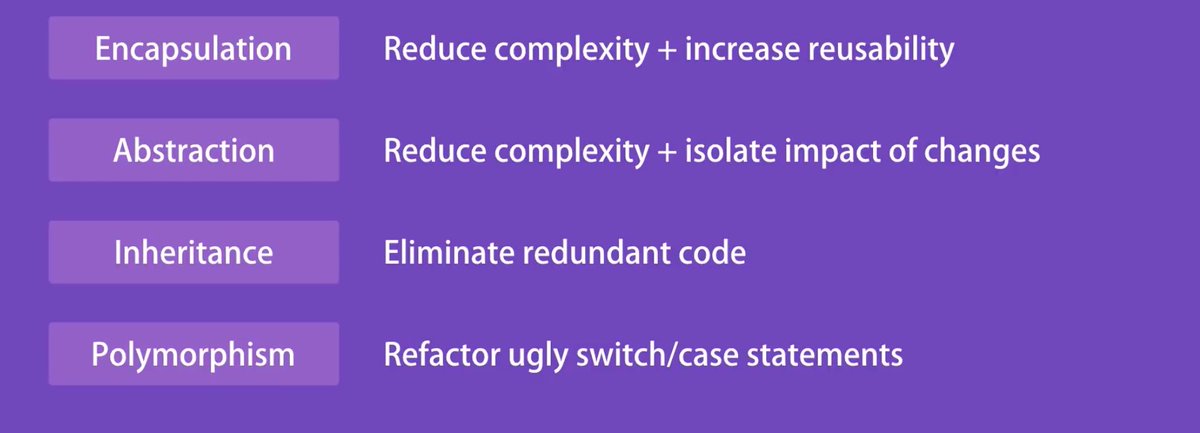 Encapsulation Reduce complexity + increase reusability
Abstraction Reduce complexity + isolate impact of changes
Inheritance Eliminate redundant code
Polymorphism Refactor ugly switch/case statements